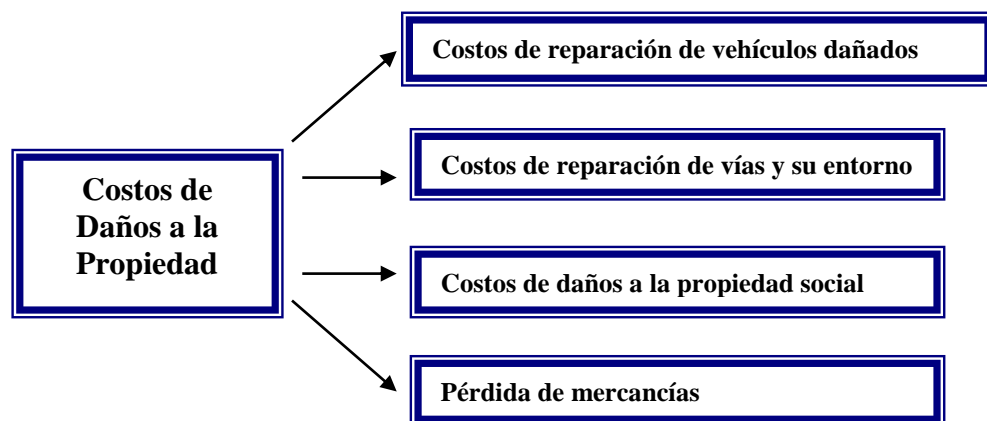 Costos de reparación de vehículos dañados
Costos de
Daños a la
Propiedad
Costos de reparación de vías y su entorno
Costos de daños a la propiedad social
Pérdida de mercancías